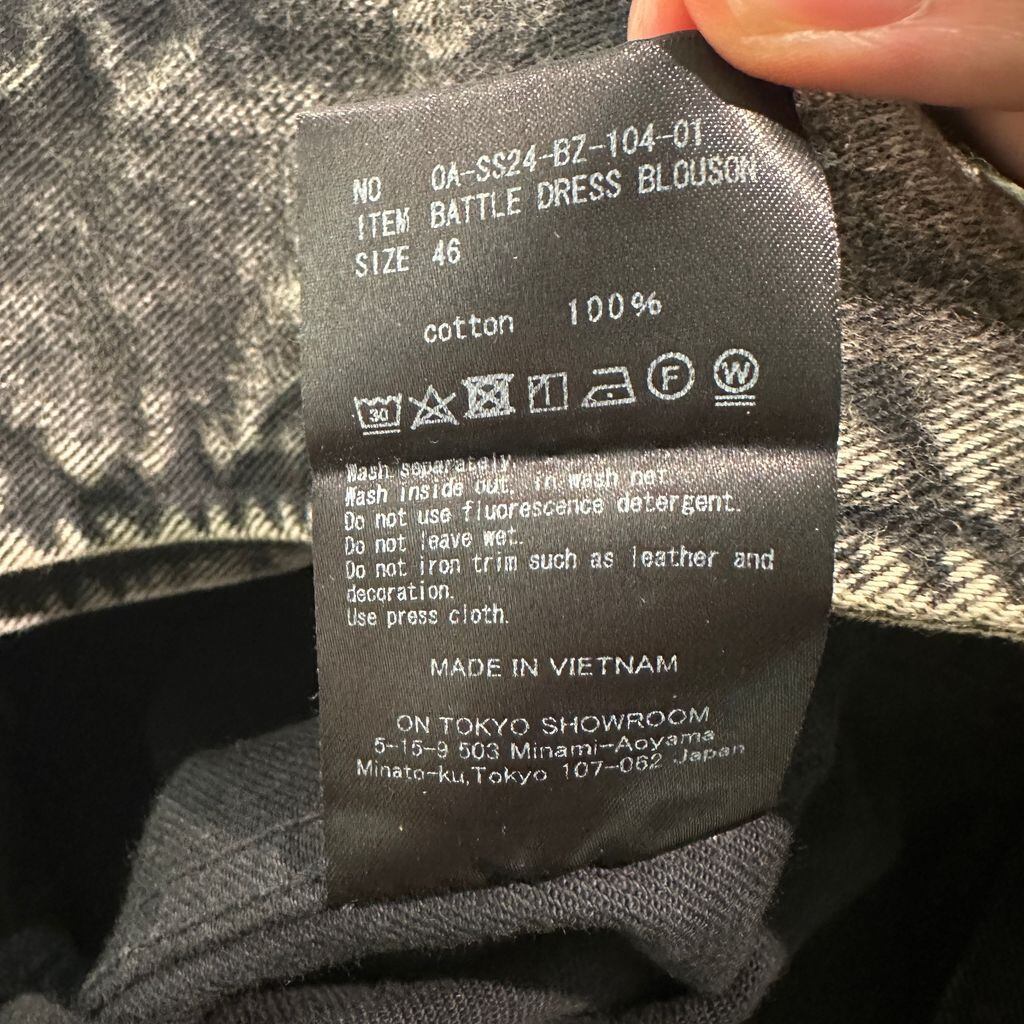 NO OA-SS24-BZ-104-01
ITEM BATTLE DRESS BLOUSON
SIZE 46
cotton 100%
30 F W
Wash separately.
Wash inside out, in wash net.
Do not use fluorescence detergent.
Do not leave wet.
Do not iron trim such as leather and
decoration.
Use press cloth.
MADE IN VIETNAM
ON TOKYO SHOWROOM
5-15-9 503 Minami-Aoyama
Minato-ku,Tokyo 107-062 Japan